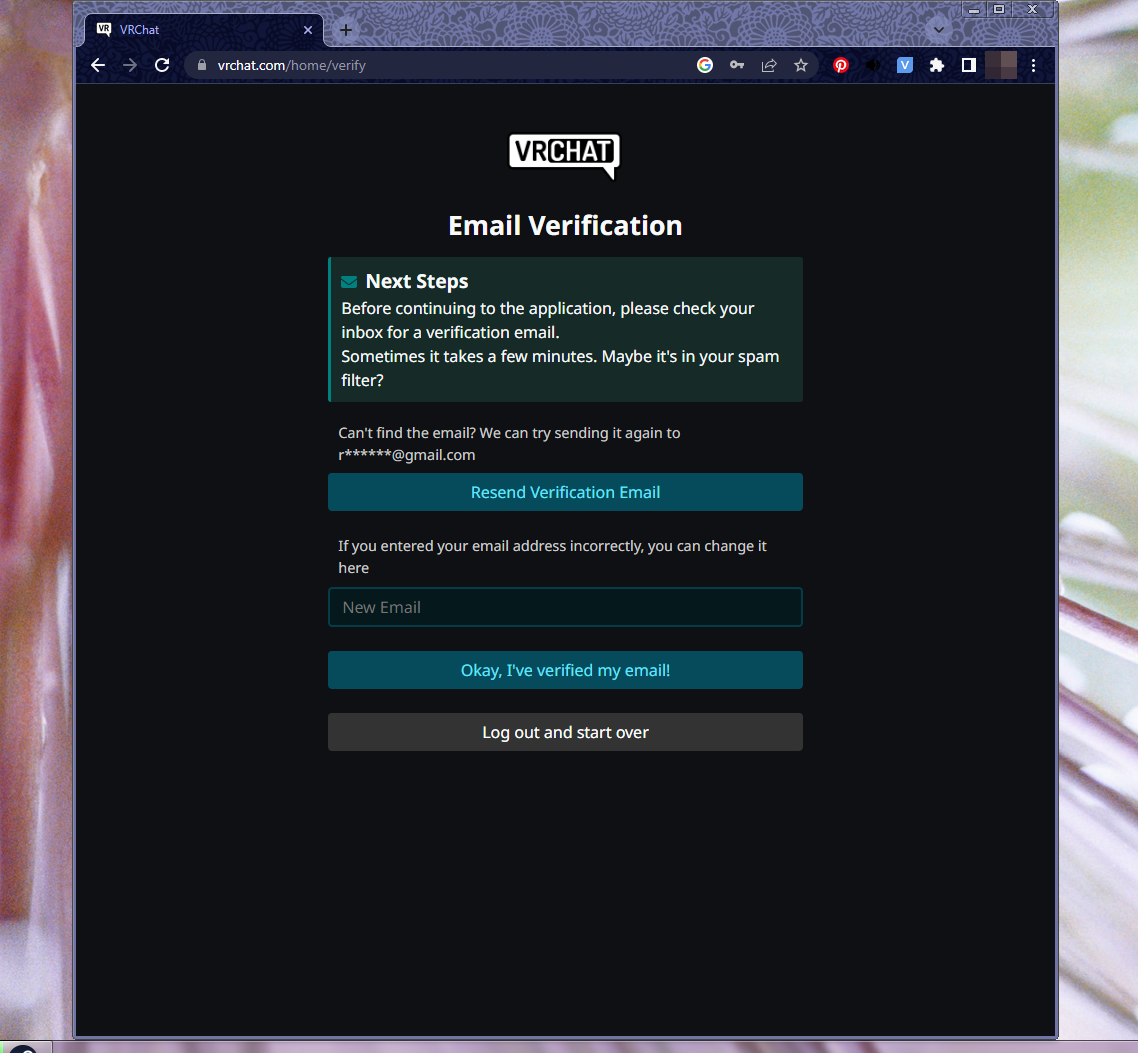 VR VRChat
vrchat.com/home/verify
VRCHAT
Email Verification
Next Steps
Before continuing to the application, please check your
inbox for a verification email.
Sometimes it takes a few minutes. Maybe it's in your spam
filter?
Can't find the email? We can try sending it again to
r******@gmail.com
Resend Verification Email
If you entered your email address incorrectly, you can change it
here
New Email
Okay, I've verified my email!
Log out and start over